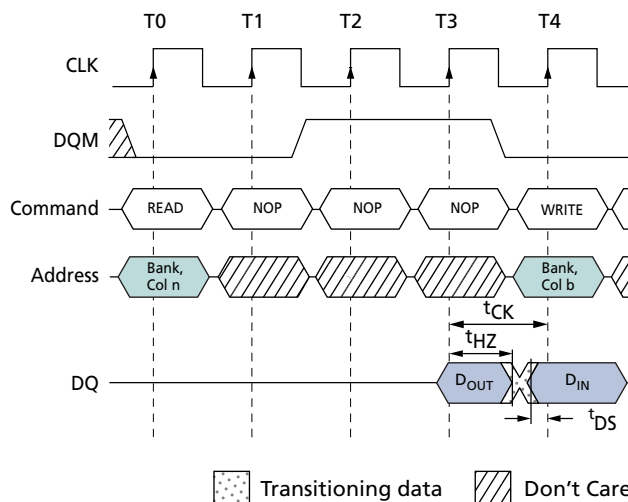 T0 T1 T2 T3 T4
CLK
DQM
Command READ NOP NOP NOP WRITE
Address Bank, Col n Bank, Col b
tCK
tHZ
DQ DOUT DIN
tDS
Transitioning data Don't Care